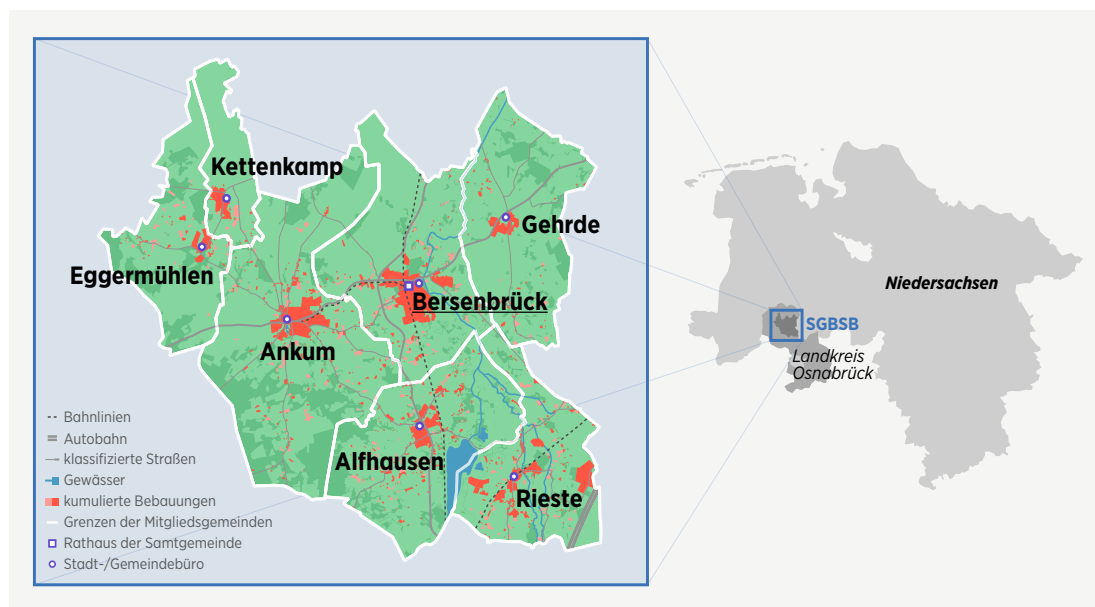 Kettenkamp
Gehrde
Eggermühlen
Bersenbrück
Ankum
Alfhausen
Rieste
Bahnlinien
Autobahn
klassifizierte Straßen
Gewässer
kumulierte Bebauungen
Grenzen der Mitgliedsgemeinden
Rathaus der Samtgemeinde
Stadt-/Gemeindebüro
Niedersachsen
SGBSB
Landkreis
Osnabrück